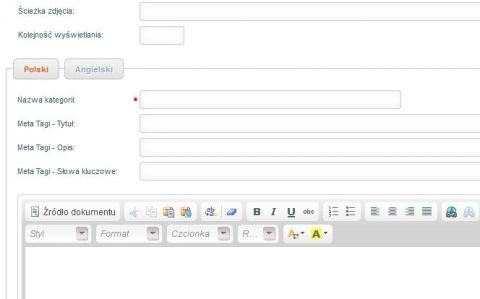 Ścieżka zdjęcia:
Kolejność wyświetlania:
Polski Angielski
Nazwa kategorii: *
Meta Tagi - Tytuł:
Meta Tagi - Opis:
Meta Tagi - Słowa kluczowe:
Źródło dokumentu B I U abc
Styl Format Czcionka R... A A